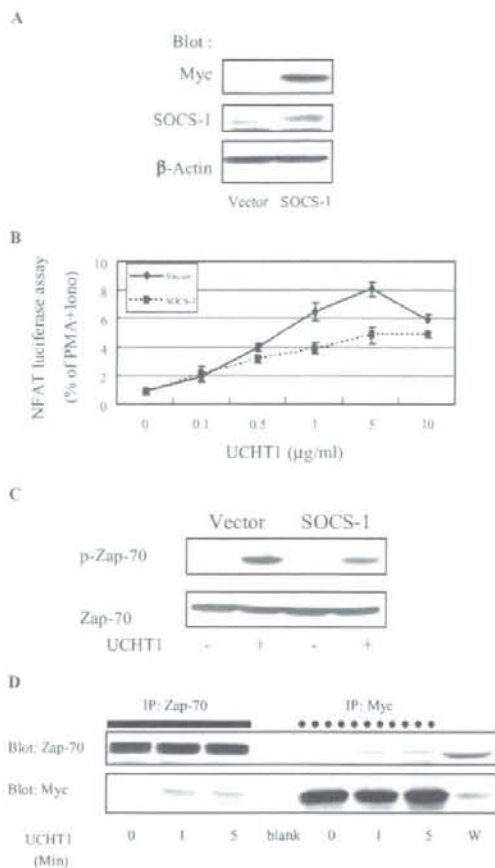 A
Blot :
Myc
SOCS-1
β-Actin
Vector SOCS-1
B
NFAT luciferase assay
(% of PMA+Iono)
10
8
6
4
2
0
Vector
SOCS-1
0 0.1 0.5 1 5 10
UCHT1 (μg/ml)
C
Vector SOCS-1
p-Zap-70
Zap-70
UCHT1 - + - +
D
IP: Zap-70 IP: Myc
Blot: Zap-70
Blot: Myc
UCHT1 0 1 5 blank 0 1 5 W
(Min)